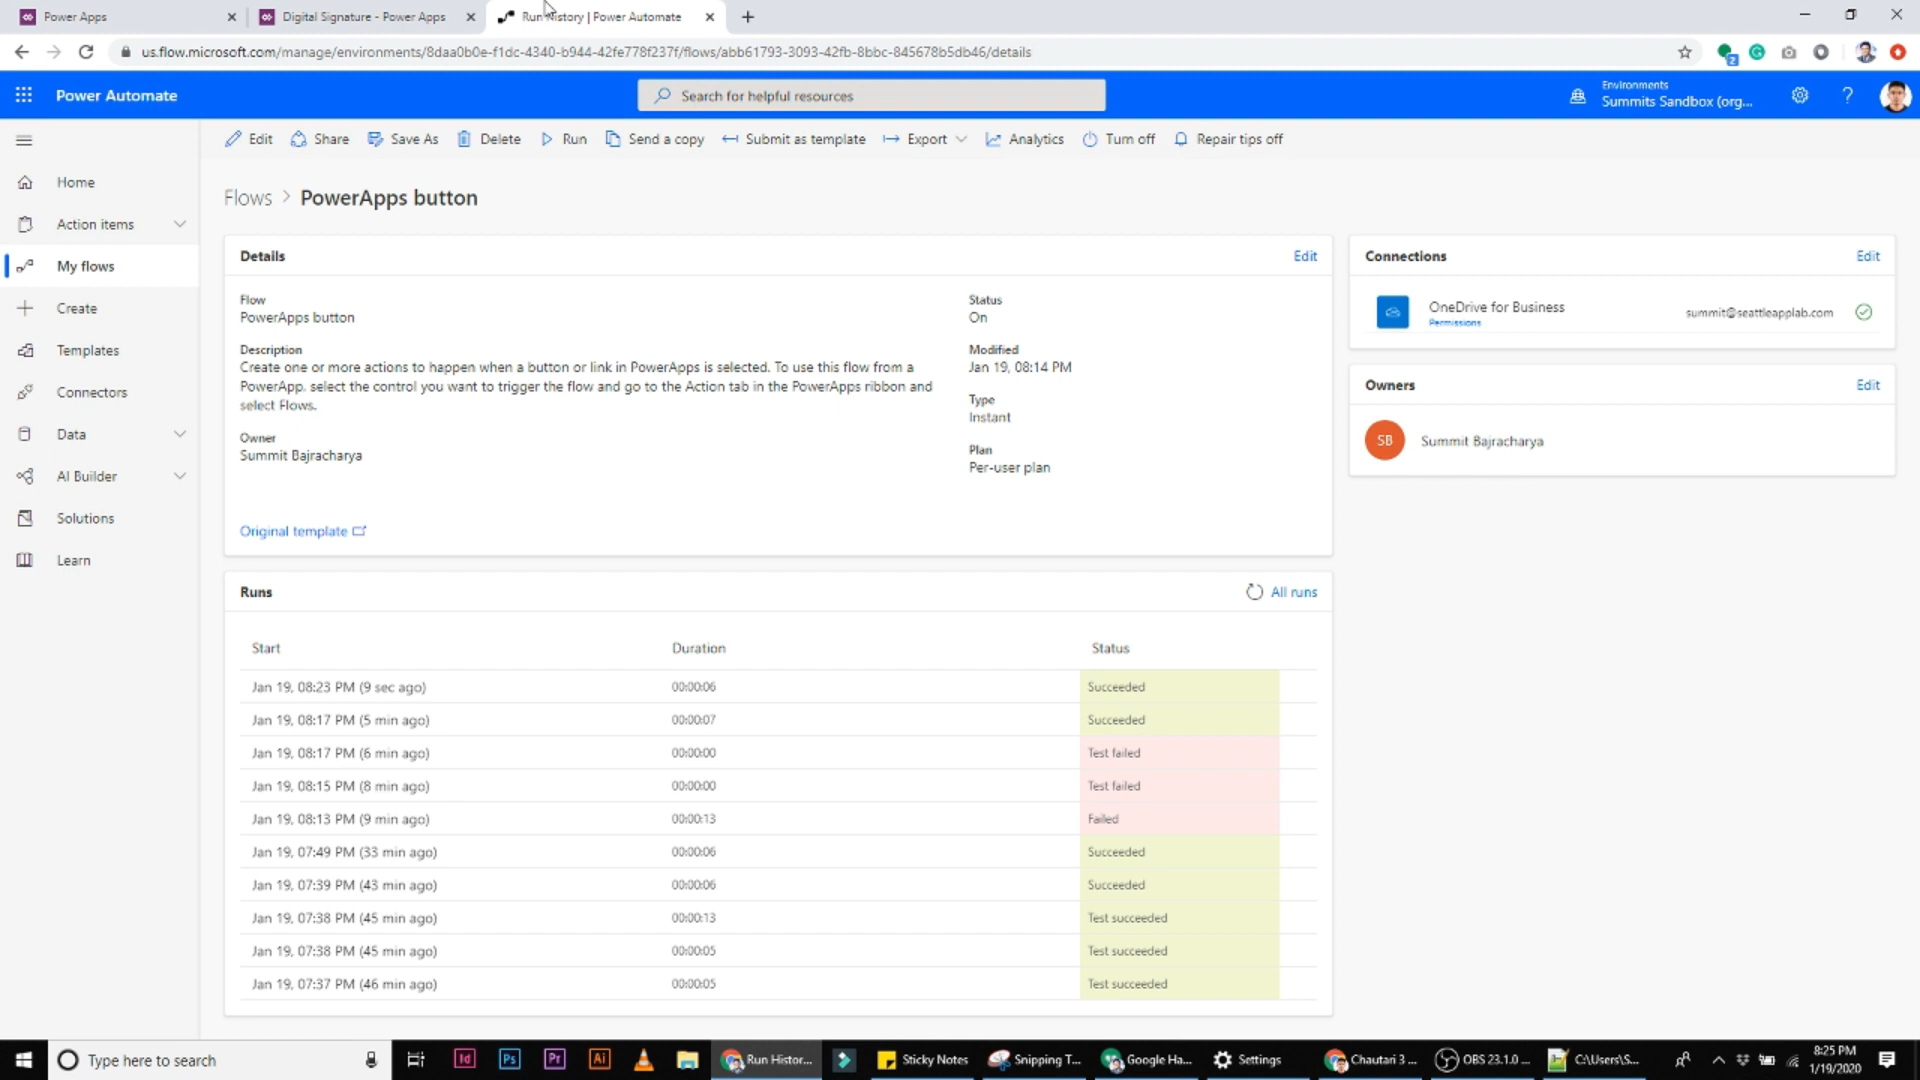 Power Apps
Digital Signature - Power Apps
Run History | Power Automate
us.flow.microsoft.com/manage/environments/8daa0b0e-f1dc-4340-b944-42fe778f237f/flows/abb61793-3093-42fb-8bbc-845678b5db46/details
2
Power Automate
Search for helpful resources
Environments
Summits Sandbox (org...
?
Edit
Share
Save As
Delete
Run
Send a copy
Submit as template
Export
Analytics
Turn off
Repair tips off
Home
Action items
My flows
Create
Templates
Connectors
Data
AI Builder
Solutions
Learn
Flows > PowerApps button
Details
Edit
Flow
PowerApps button
Description
Create one or more actions to happen when a button or link in PowerApps is selected. To use this flow from a
PowerApp, select the control you want to trigger the flow and go to the Action tab in the PowerApps ribbon and
select Flows.
Owner
Summit Bajracharya
Status
On
Modified
Jan 19, 08:14 PM
Type
Instant
Plan
Per-user plan
Original template
Connections
Edit
OneDrive for Business
Permissions
summit@seattleapplab.com
Owners
Edit
SB
Summit Bajracharya
Runs
All runs
Start Duration Status
Jan 19, 08:23 PM (9 sec ago) 00:00:06 Succeeded
Jan 19, 08:17 PM (5 min ago) 00:00:07 Succeeded
Jan 19, 08:17 PM (6 min ago) 00:00:00 Test failed
Jan 19, 08:15 PM (8 min ago) 00:00:00 Test failed
Jan 19, 08:13 PM (9 min ago) 00:00:13 Failed
Jan 19, 07:49 PM (33 min ago) 00:00:06 Succeeded
Jan 19, 07:39 PM (43 min ago) 00:00:06 Succeeded
Jan 19, 07:38 PM (45 min ago) 00:00:13 Test succeeded
Jan 19, 07:38 PM (45 min ago) 00:00:05 Test succeeded
Jan 19, 07:37 PM (46 min ago) 00:00:05 Test succeeded
Type here to search
Id
Ps
Pr
Ai
Run Histor...
Sticky Notes
Snipping T...
Google Ha...
Settings
Chautari 3 ...
OBS 23.1.0 ...
C:\Users\S...
8:25 PM
1/19/2020